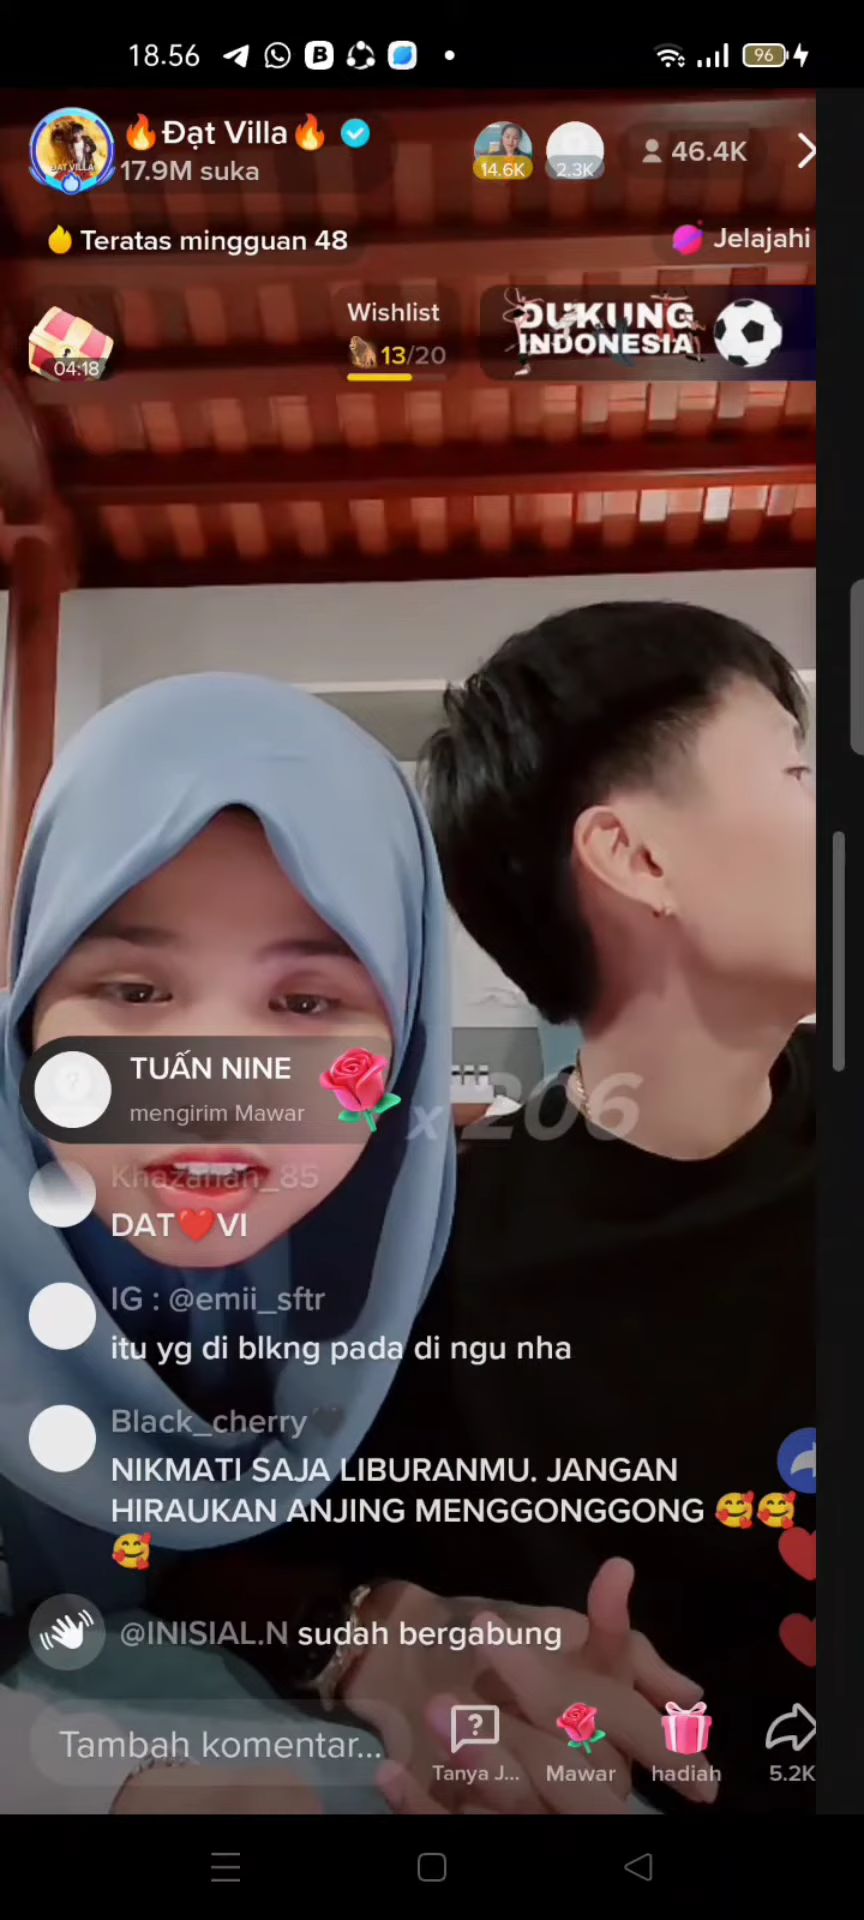 18.56
96
🔥Đạt Villa🔥
17.9M suka
14.6K
2.3K
46.4K
Teratas mingguan 48
Jelajahi
04:18
Wishlist
13/20
DUKUNG
INDONESIA
TUẤN NINE
mengirim Mawar
x 206
Khazanah_85
DAT❤️VI
IG : @emii_sftr
itu yg di blkng pada di ngu nha
Black_cherry🖤
NIKMATI SAJA LIBURANMU. JANGAN
HIRAUKAN ANJING MENGGONGGONG 🥰🥰
🥰
@INISIAL.N sudah bergabung
Tambah komentar...
Tanya J...
Mawar
hadiah
5.2K